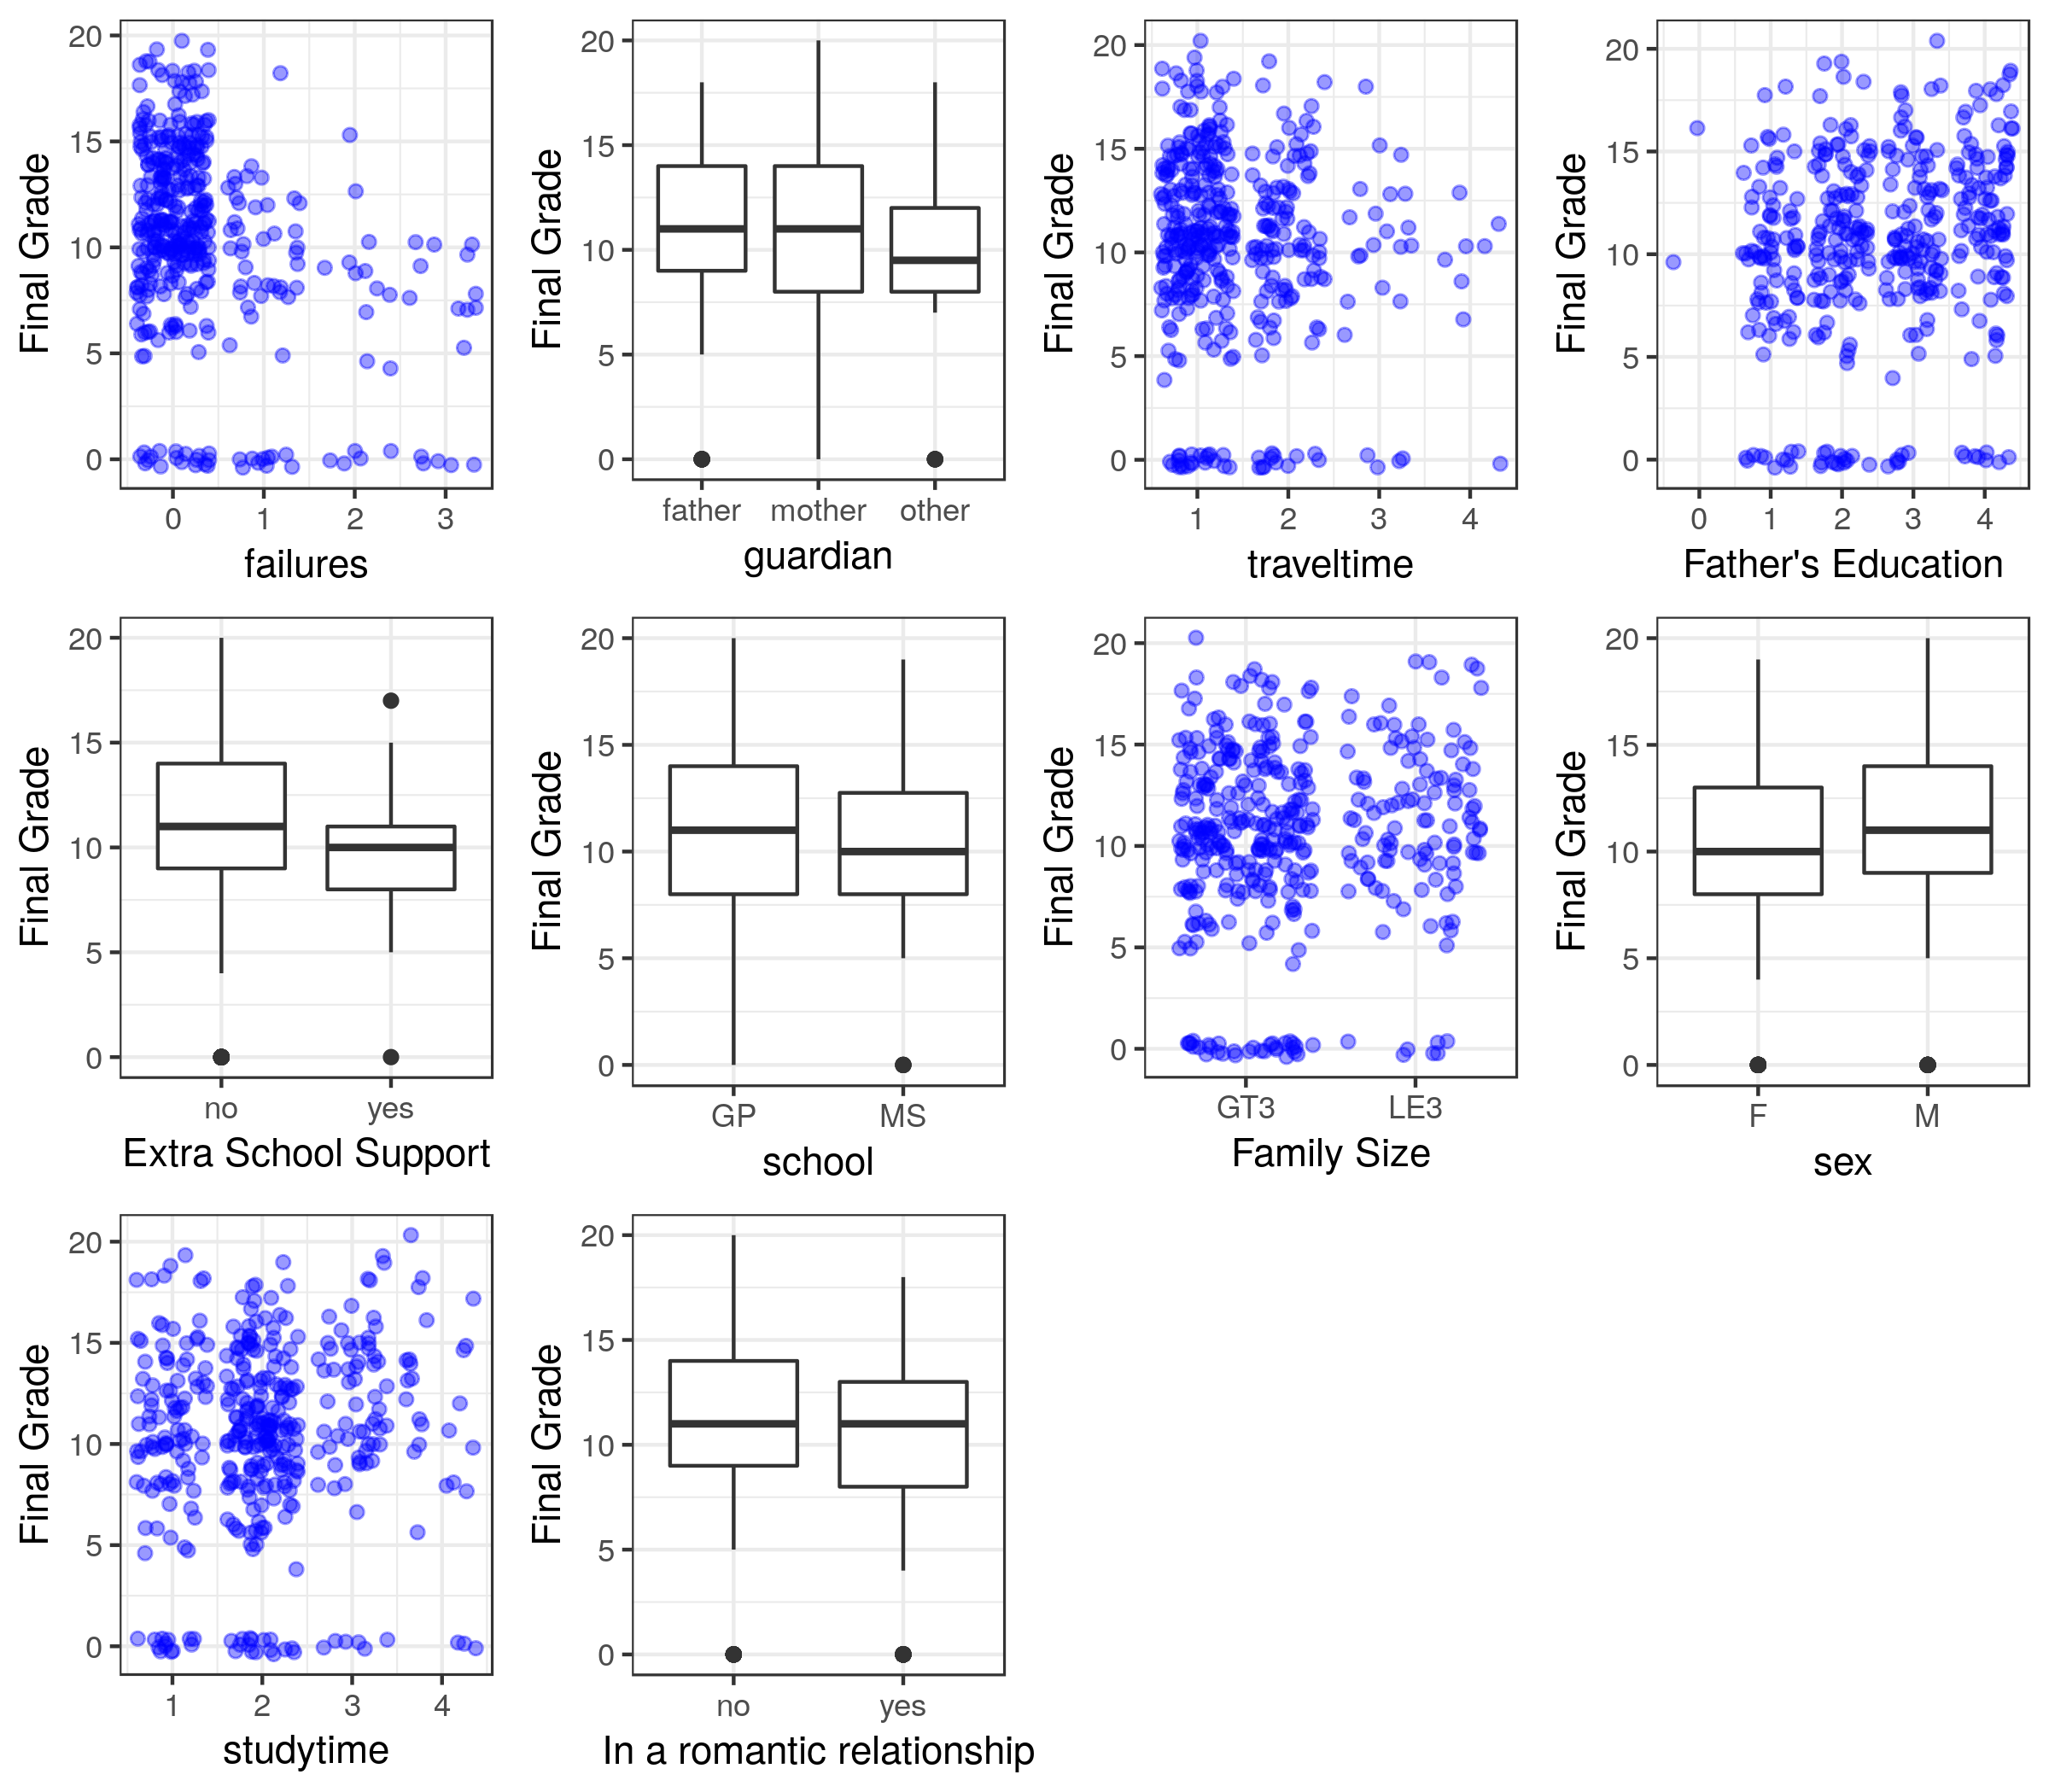 Final Grade
20
15
10
5
0
0 1 2 3
failures
Final Grade
20
15
10
5
0
father mother other
guardian
Final Grade
20
15
10
5
0
1 2 3 4
traveltime
Final Grade
20
15
10
5
0
0 1 2 3 4
Father's Education
Final Grade
20
15
10
5
0
no yes
Extra School Support
Final Grade
20
15
10
5
0
GP MS
school
Final Grade
20
15
10
5
0
GT3 LE3
Family Size
Final Grade
20
15
10
5
0
F M
sex
Final Grade
20
15
10
5
0
1 2 3 4
studytime
Final Grade
20
15
10
5
0
no yes
In a romantic relationship